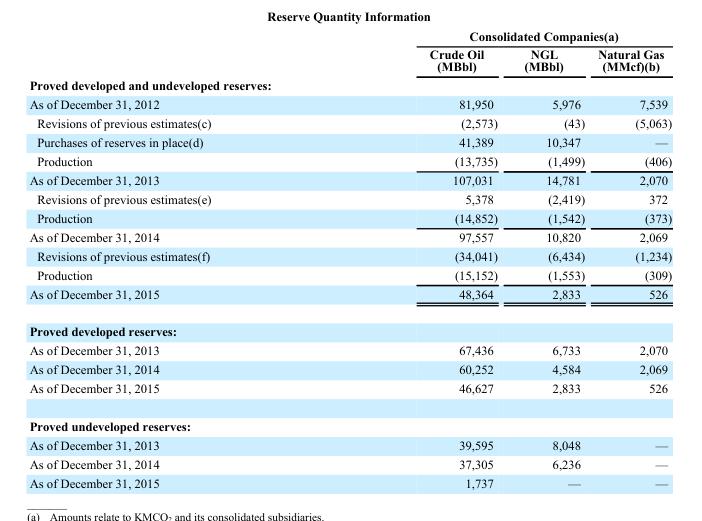 Reserve Quantity Information
Consolidated Companies(a)
Crude Oil (MBbl) NGL (MBbl) Natural Gas (MMcf)(b)
Proved developed and undeveloped reserves:
As of December 31, 2012 81,950 5,976 7,539
Revisions of previous estimates(c) (2,573) (43) (5,063)
Purchases of reserves in place(d) 41,389 10,347 —
Production (13,735) (1,499) (406)
As of December 31, 2013 107,031 14,781 2,070
Revisions of previous estimates(e) 5,378 (2,419) 372
Production (14,852) (1,542) (373)
As of December 31, 2014 97,557 10,820 2,069
Revisions of previous estimates(f) (34,041) (6,434) (1,234)
Production (15,152) (1,553) (309)
As of December 31, 2015 48,364 2,833 526
Proved developed reserves:
As of December 31, 2013 67,436 6,733 2,070
As of December 31, 2014 60,252 4,584 2,069
As of December 31, 2015 46,627 2,833 526
Proved undeveloped reserves:
As of December 31, 2013 39,595 8,048 —
As of December 31, 2014 37,305 6,236 —
As of December 31, 2015 1,737 — —
(a) Amounts relate to KMCO₂ and its consolidated subsidiaries.